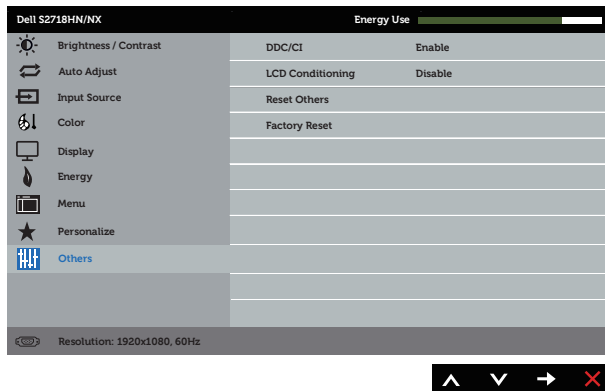 Dell S2718HN/NX Energy Use
Brightness / Contrast
Auto Adjust
Input Source
Color
Display
Energy
Menu
Personalize
Others
DDC/CI Enable
LCD Conditioning Disable
Reset Others
Factory Reset
Resolution: 1920x1080, 60Hz